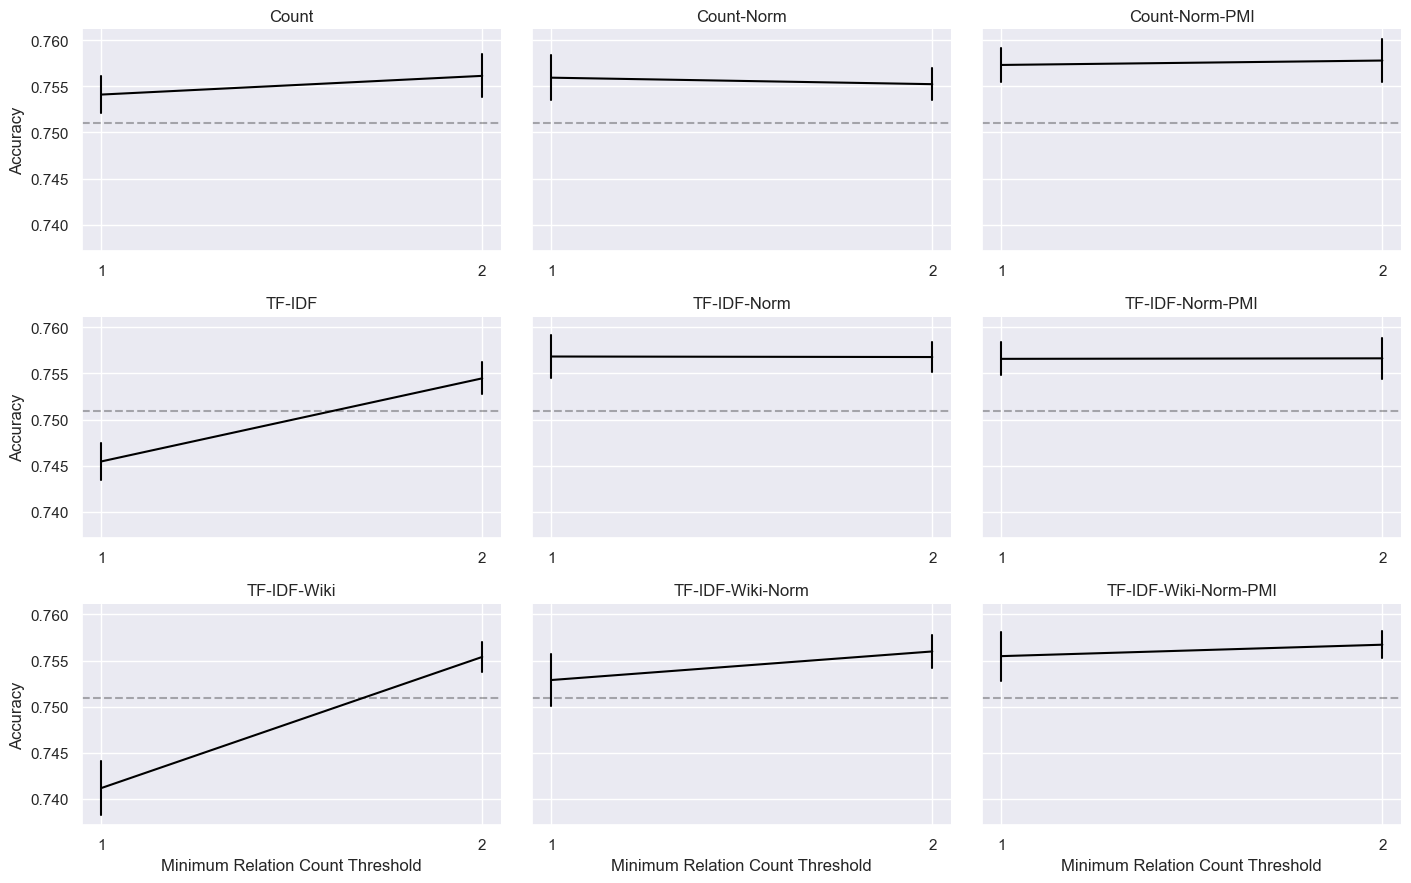 Count Count-Norm Count-Norm-PMI
0.760
0.755
0.750
0.745
0.740
Accuracy
1 2 1 2 1 2
TF-IDF TF-IDF-Norm TF-IDF-Norm-PMI
0.760
0.755
0.750
0.745
0.740
Accuracy
1 2 1 2 1 2
TF-IDF-Wiki TF-IDF-Wiki-Norm TF-IDF-Wiki-Norm-PMI
0.760
0.755
0.750
0.745
0.740
Accuracy
1 2 1 2 1 2
Minimum Relation Count Threshold Minimum Relation Count Threshold Minimum Relation Count Threshold